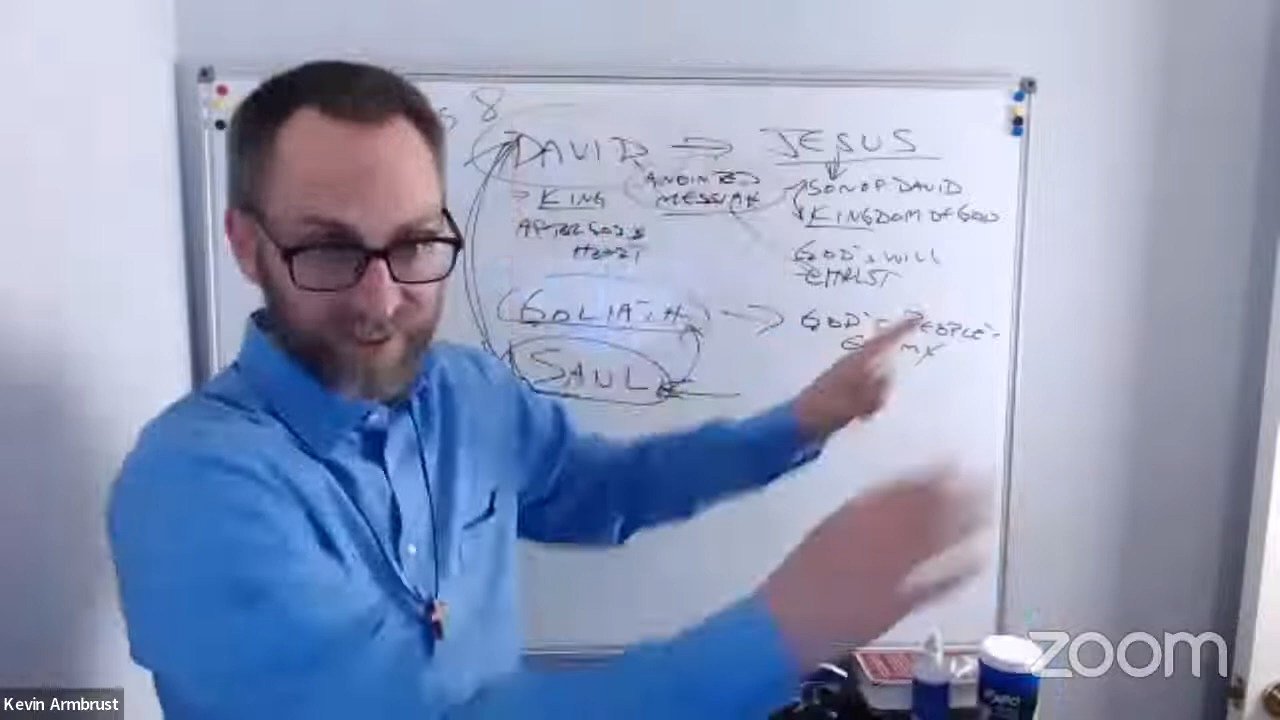 8
DAVID ⇒ JESUS
ANOINTED
MESSIAH
SON OF DAVID
KING
KINGDOM OF GOD
AFTER GOD'S
HEART
GOD'S WILL
CHRIST
(GOLIATH) → GOD'S PEOPLE'S
SAUL
zoom
Kevin Armbrust